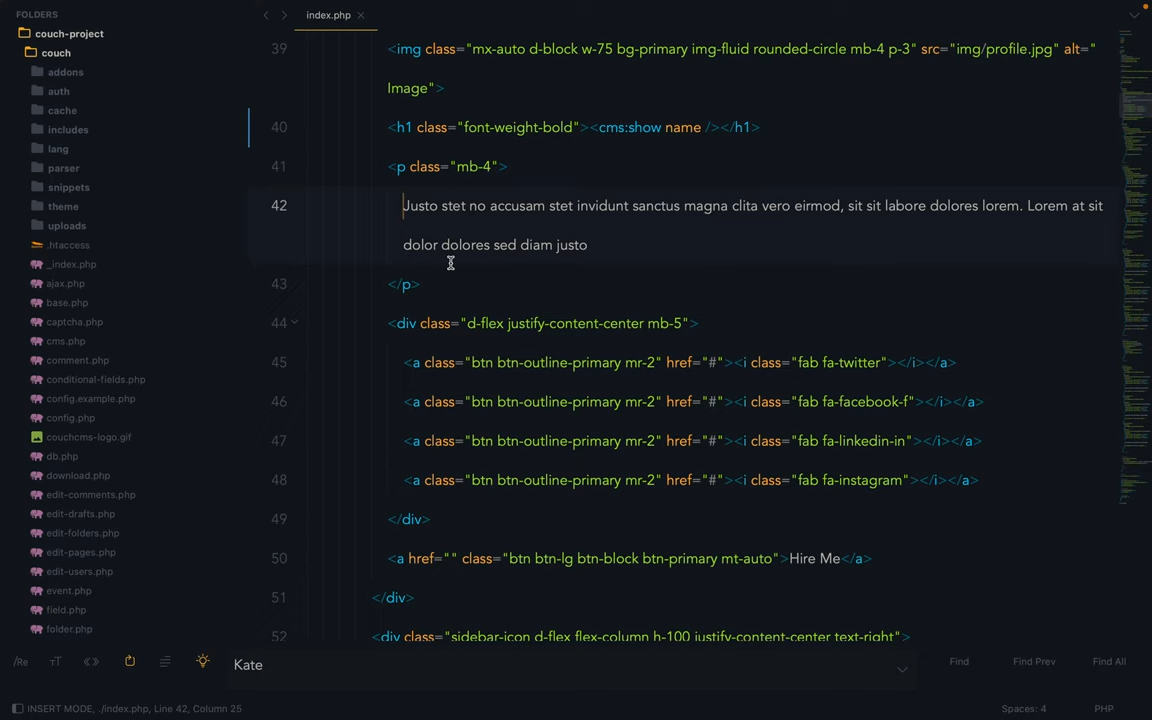 FOLDERS
couch-project
couch
addons
auth
cache
includes
lang
parser
snippets
theme
uploads
.htaccess
_index.php
ajax.php
base.php
captcha.php
cms.php
comment.php
conditional-fields.php
config.example.php
config.php
couchcms-logo.gif
db.php
download.php
edit-comments.php
edit-drafts.php
edit-folders.php
edit-pages.php
edit-users.php
event.php
field.php
folder.php
index.php
39 <img class="mx-auto d-block w-75 bg-primary img-fluid rounded-circle mb-4 p-3" src="img/profile.jpg" alt="
Image">
40 <h1 class="font-weight-bold"><cms:show name /></h1>
41 <p class="mb-4">
42 Justo stet no accusam stet invidunt sanctus magna clita vero eirmod, sit sit labore dolores lorem. Lorem at sit
dolor dolores sed diam justo
43 </p>
44 <div class="d-flex justify-content-center mb-5">
45 <a class="btn btn-outline-primary mr-2" href="#"><i class="fab fa-twitter"></i></a>
46 <a class="btn btn-outline-primary mr-2" href="#"><i class="fab fa-facebook-f"></i></a>
47 <a class="btn btn-outline-primary mr-2" href="#"><i class="fab fa-linkedin-in"></i></a>
48 <a class="btn btn-outline-primary mr-2" href="#"><i class="fab fa-instagram"></i></a>
49 </div>
50 <a href="" class="btn btn-lg btn-block btn-primary mt-auto">Hire Me</a>
51 </div>
52 <div class="sidebar-icon d-flex flex-column h-100 justify-content-center text-right">
/Re TT Kate Find Find Prev Find All
INSERT MODE, ./index.php, Line 42, Column 25 Spaces: 4 PHP